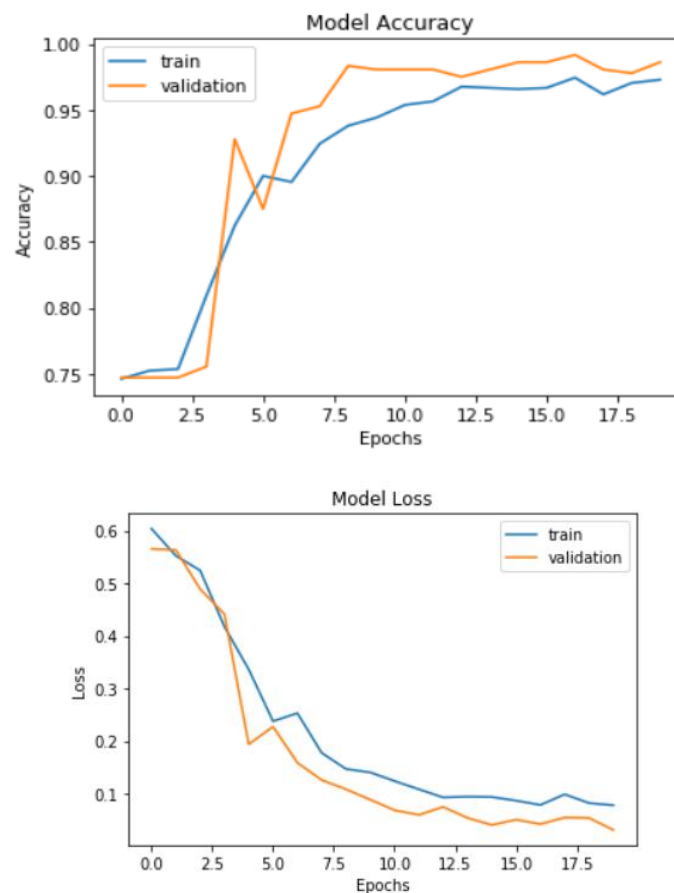 Model Accuracy
train
validation
Accuracy
1.00
0.95
0.90
0.85
0.80
0.75
0.0 2.5 5.0 7.5 10.0 12.5 15.0 17.5
Epochs
Model Loss
train
validation
Loss
0.6
0.5
0.4
0.3
0.2
0.1
0.0 2.5 5.0 7.5 10.0 12.5 15.0 17.5
Epochs